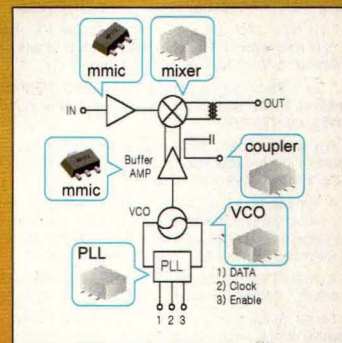 mmic
mixer
IN
OUT
coupler
Buffer
AMP
mmic
VCO
VCO
PLL
PLL
1) DATA
2) Clock
3) Enable
1 2 3